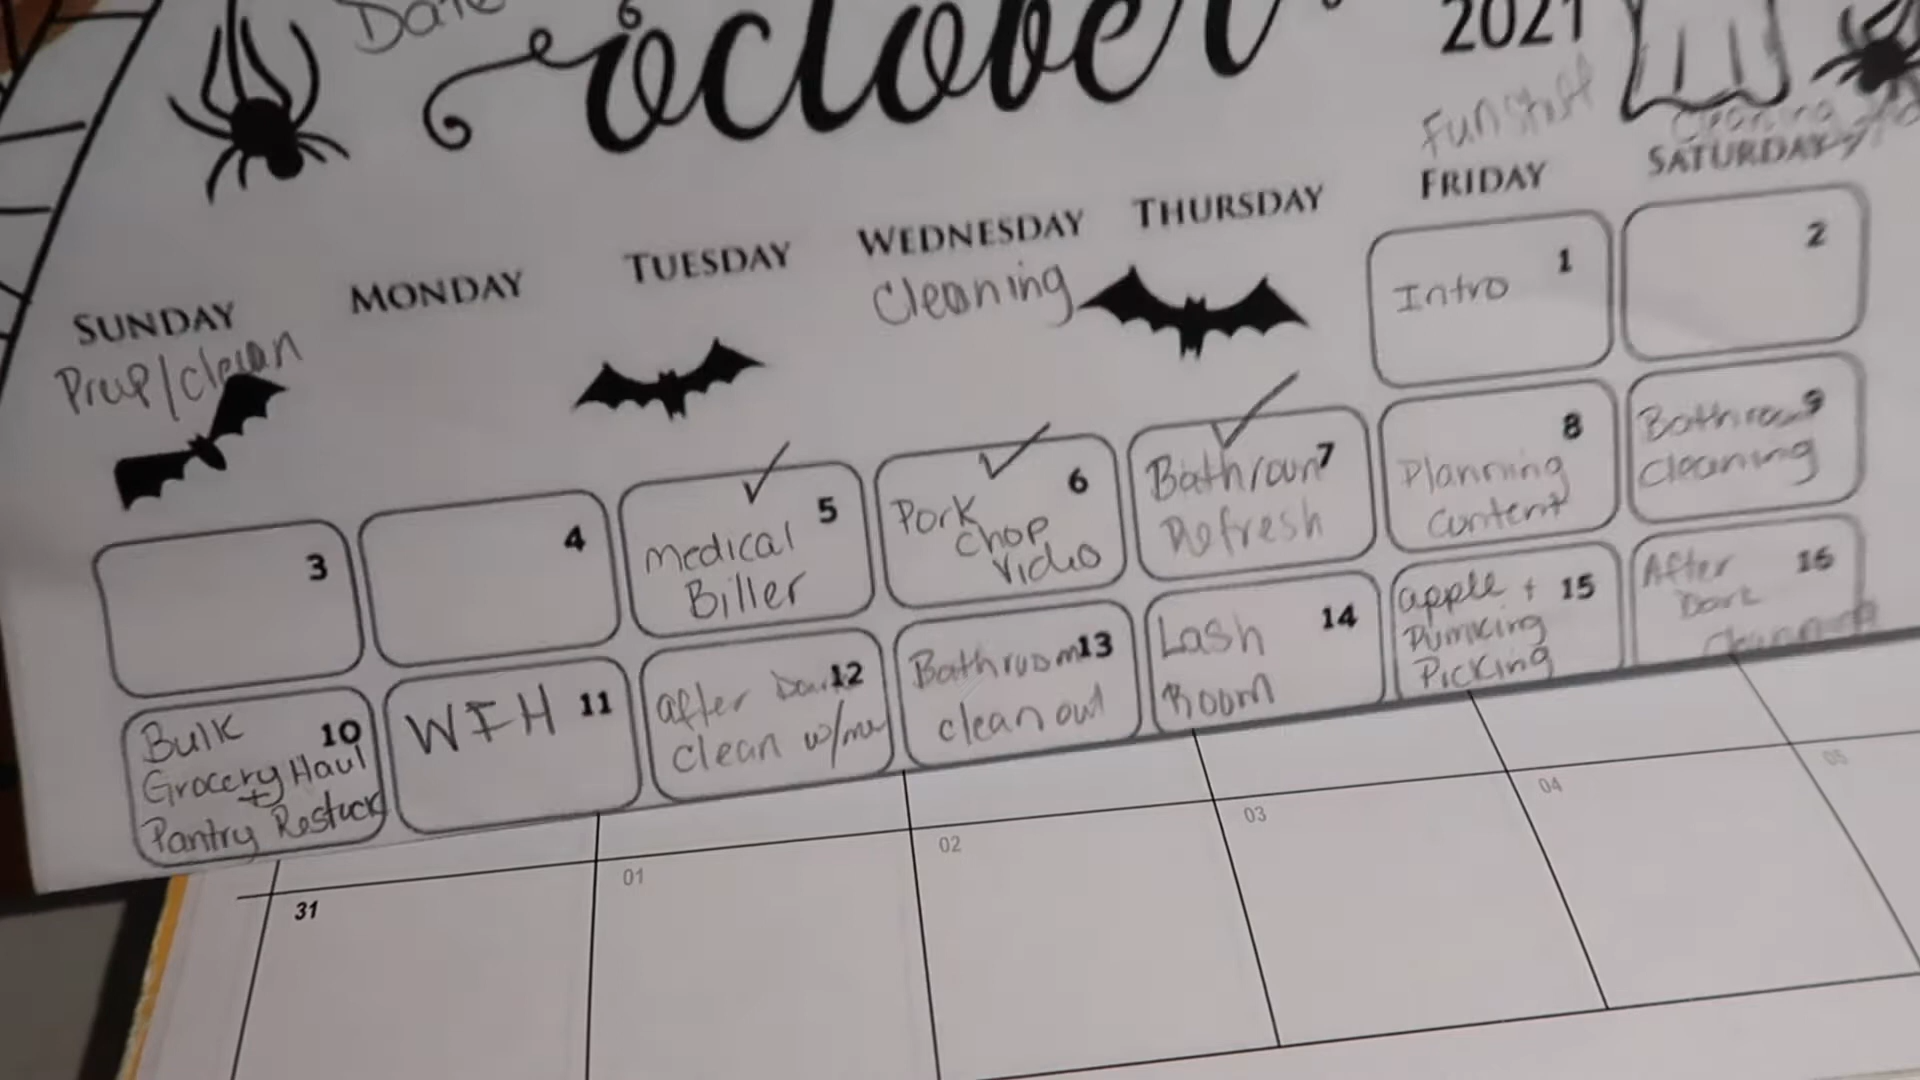 Date
October
2021
Fun Stuff
Cleaning
SUNDAY
MONDAY
TUESDAY
WEDNESDAY
THURSDAY
FRIDAY
SATURDAY
Prep/clean
Cleaning
1
Intro
2
3
4
5
Medical
Biller
6
Pork
Chop
Video
7
Bathroom
Refresh
8
Planning
Content
9
Bathroom
Cleaning
10
Bulk
Grocery Haul
+
Pantry Restock
WFH 11
12
after Dark
clean w/me
13
Bathroom
clean out
14
Lash
Room
15
apple +
Picking
16
After
Dark
Cleaning
31
01
02
03
04
05